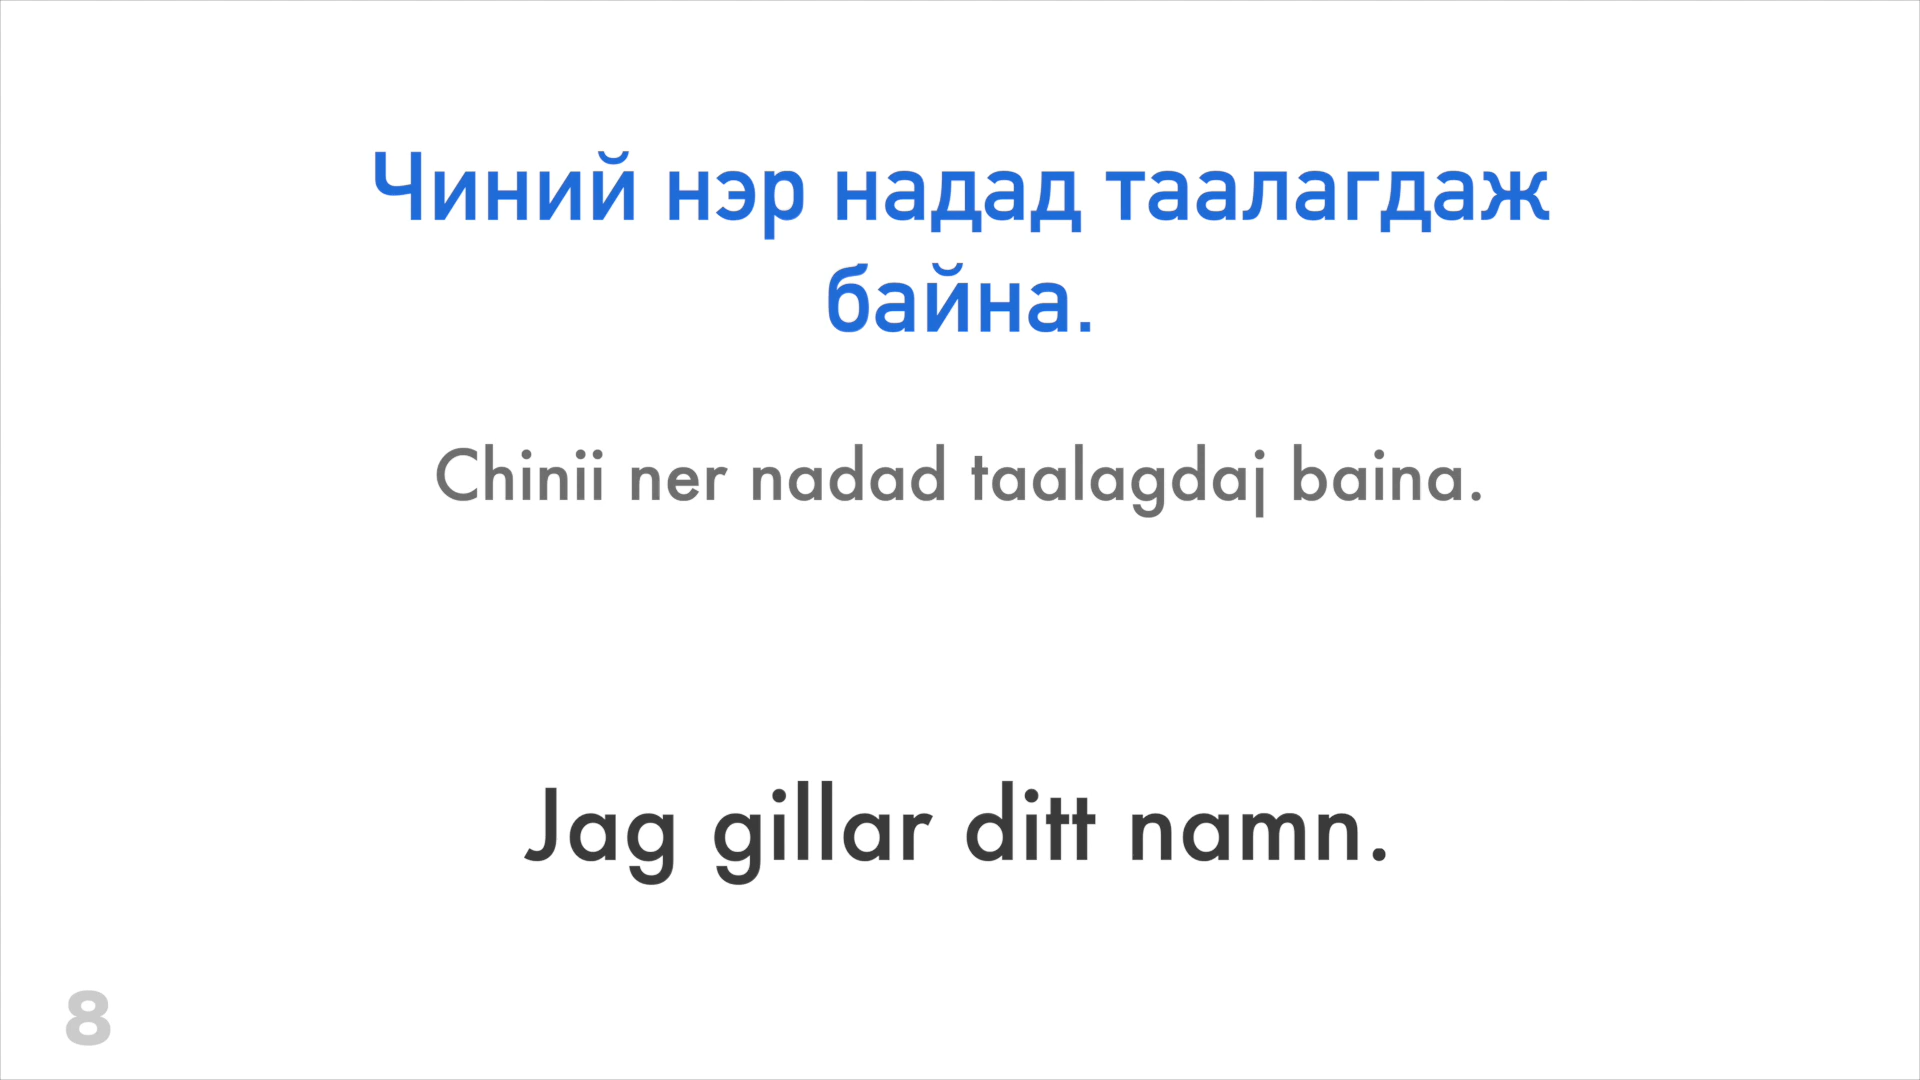 Чиний нэр надад таалагдаж
байна.
Chinii ner nadad taalagdaj baina.
Jag gillar ditt namn.
8